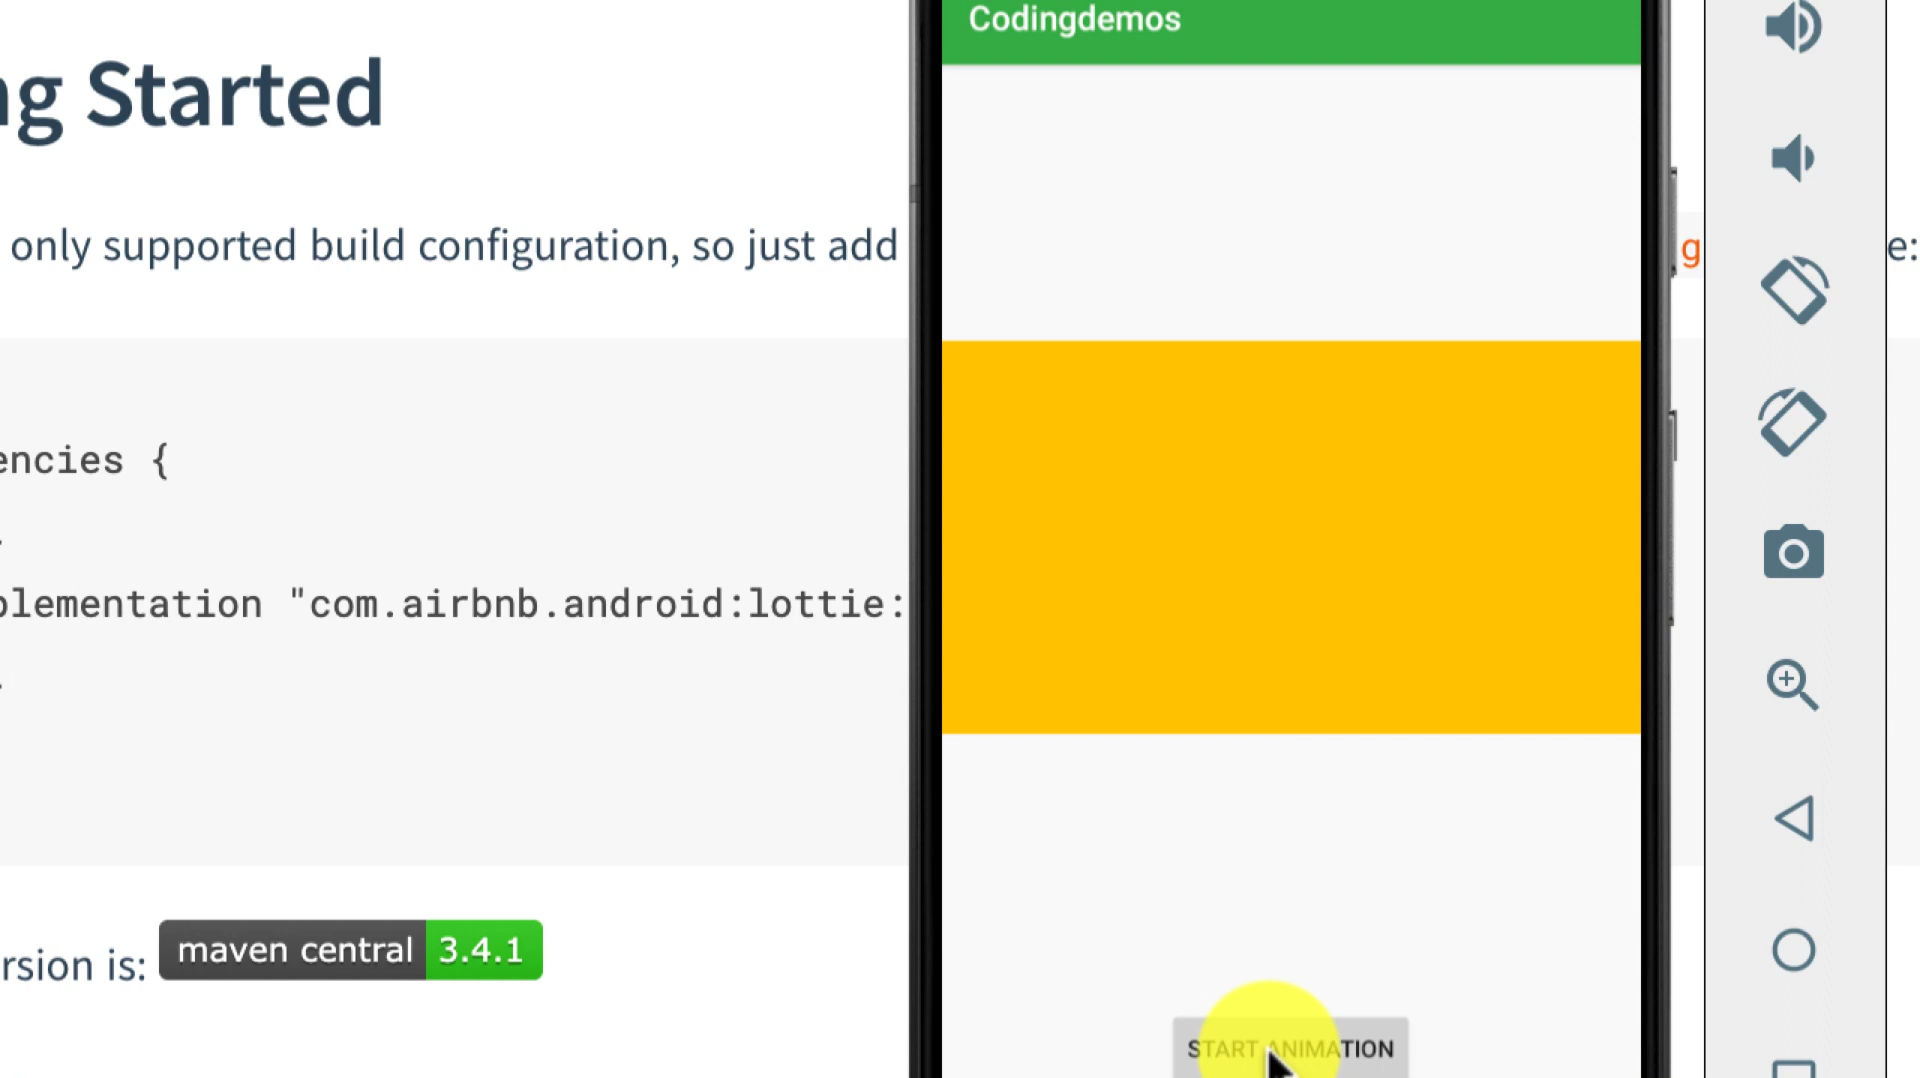 Codingdemos
ng Started
only supported build configuration, so just add g e:
encies {
plementation "com.airbnb.android:lottie:
rsion is: maven central 3.4.1
START ANIMATION